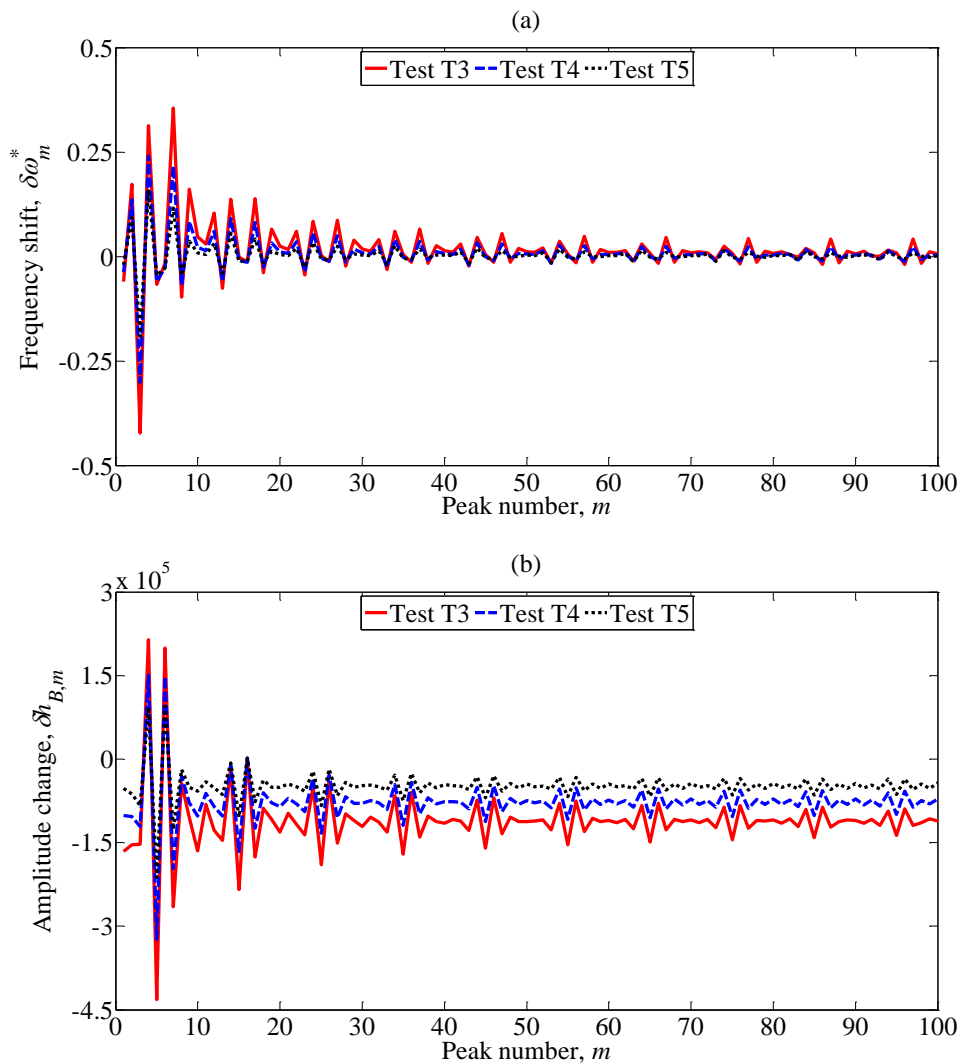 (a)
0.5
Test T3 Test T4 Test T5
0.25
0
-0.25
-0.5
Frequency shift, δω*m
0 10 20 30 40 50 60 70 80 90 100
Peak number, m
(b)
x 10^5
3
Test T3 Test T4 Test T5
1.5
0
-1.5
-3
-4.5
Amplitude change, δhB,m
0 10 20 30 40 50 60 70 80 90 100
Peak number, m